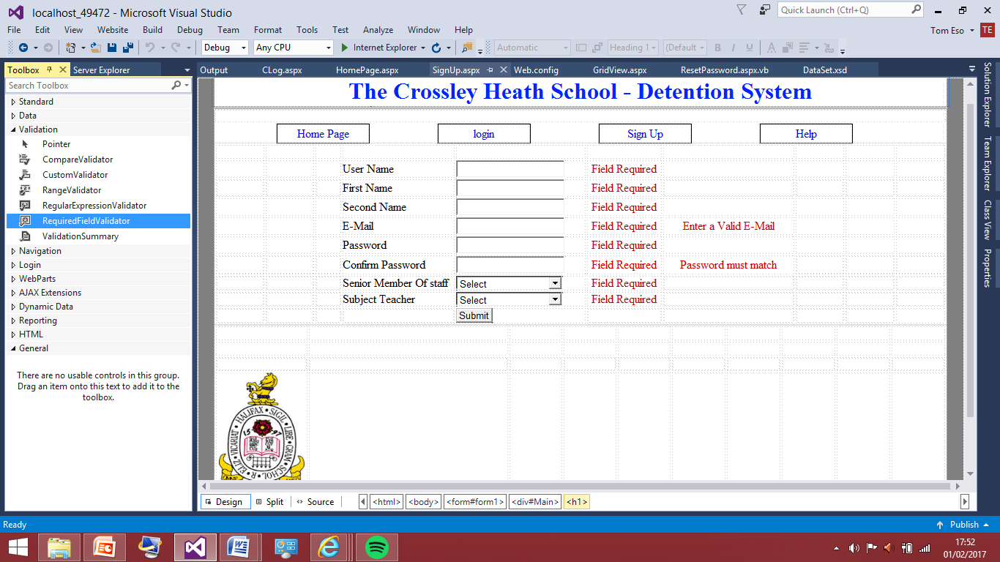 localhost_49472 - Microsoft Visual Studio
Quick Launch (Ctrl+Q)
File Edit View Website Build Debug Team Format Tools Test Analyze Window Help
Tom Eso TE
Debug Any CPU Internet Explorer Automatic Heading 1 (Default B I U A
Toolbox Server Explorer
Output CLog.aspx HomePage.aspx SignUp.aspx Web.config GridView.aspx ResetPassword.aspx.vb DataSet.xsd
Search Toolbox
Standard
Data
Validation
Pointer
CompareValidator
CustomValidator
RangeValidator
RegularExpressionValidator
RequiredFieldValidator
ValidationSummary
Navigation
Login
WebParts
AJAX Extensions
Dynamic Data
Reporting
HTML
General
There are no usable controls in this group.
Drag an item onto this text to add it to the
toolbox.
The Crossley Heath School - Detention System
Home Page login Sign Up Help
User Name Field Required
First Name Field Required
Second Name Field Required
E-Mail Field Required Enter a Valid E-Mail
Password Field Required
Confirm Password Field Required Password must match
Senior Member Of staff Select Field Required
Subject Teacher Select Field Required
Submit
HALIFAX SIGIL LIBE GRAM SCHOL R ELIZ VICARIAT
15 97
Solution Explorer
Team Explorer
Class View
Properties
Design Split Source <html> <body> <form#form1> <div#Main> <h1>
Ready Publish
17:52
01/02/2017